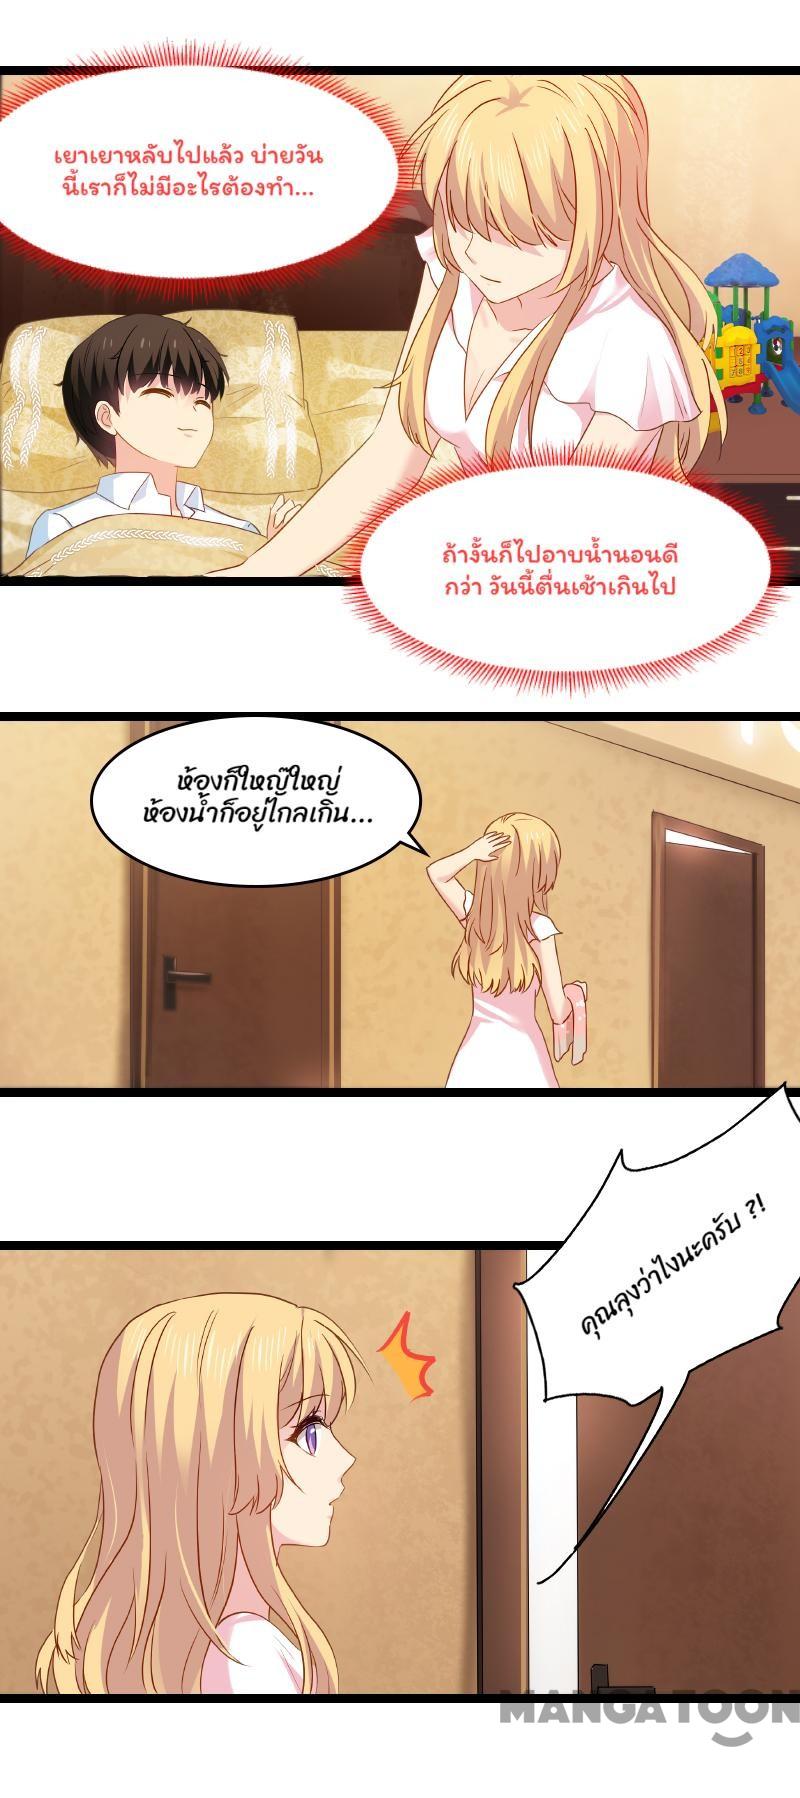 เยาเยาหลับไปแล้ว บ่ายวัน
นี้เราก็ไม่มีอะไรต้องทำ...
ถ้างั้นก็ไปอาบน้ำนอนดี
กว่า วันนี้ตื่นเช้าเกินไป
ห้องก็ใหญ๊ใหญ่
ห้องน้ำก็อยู่ไกลเกิน...
คุณลุงว่าไงนะครับ ?!
MANGATOON